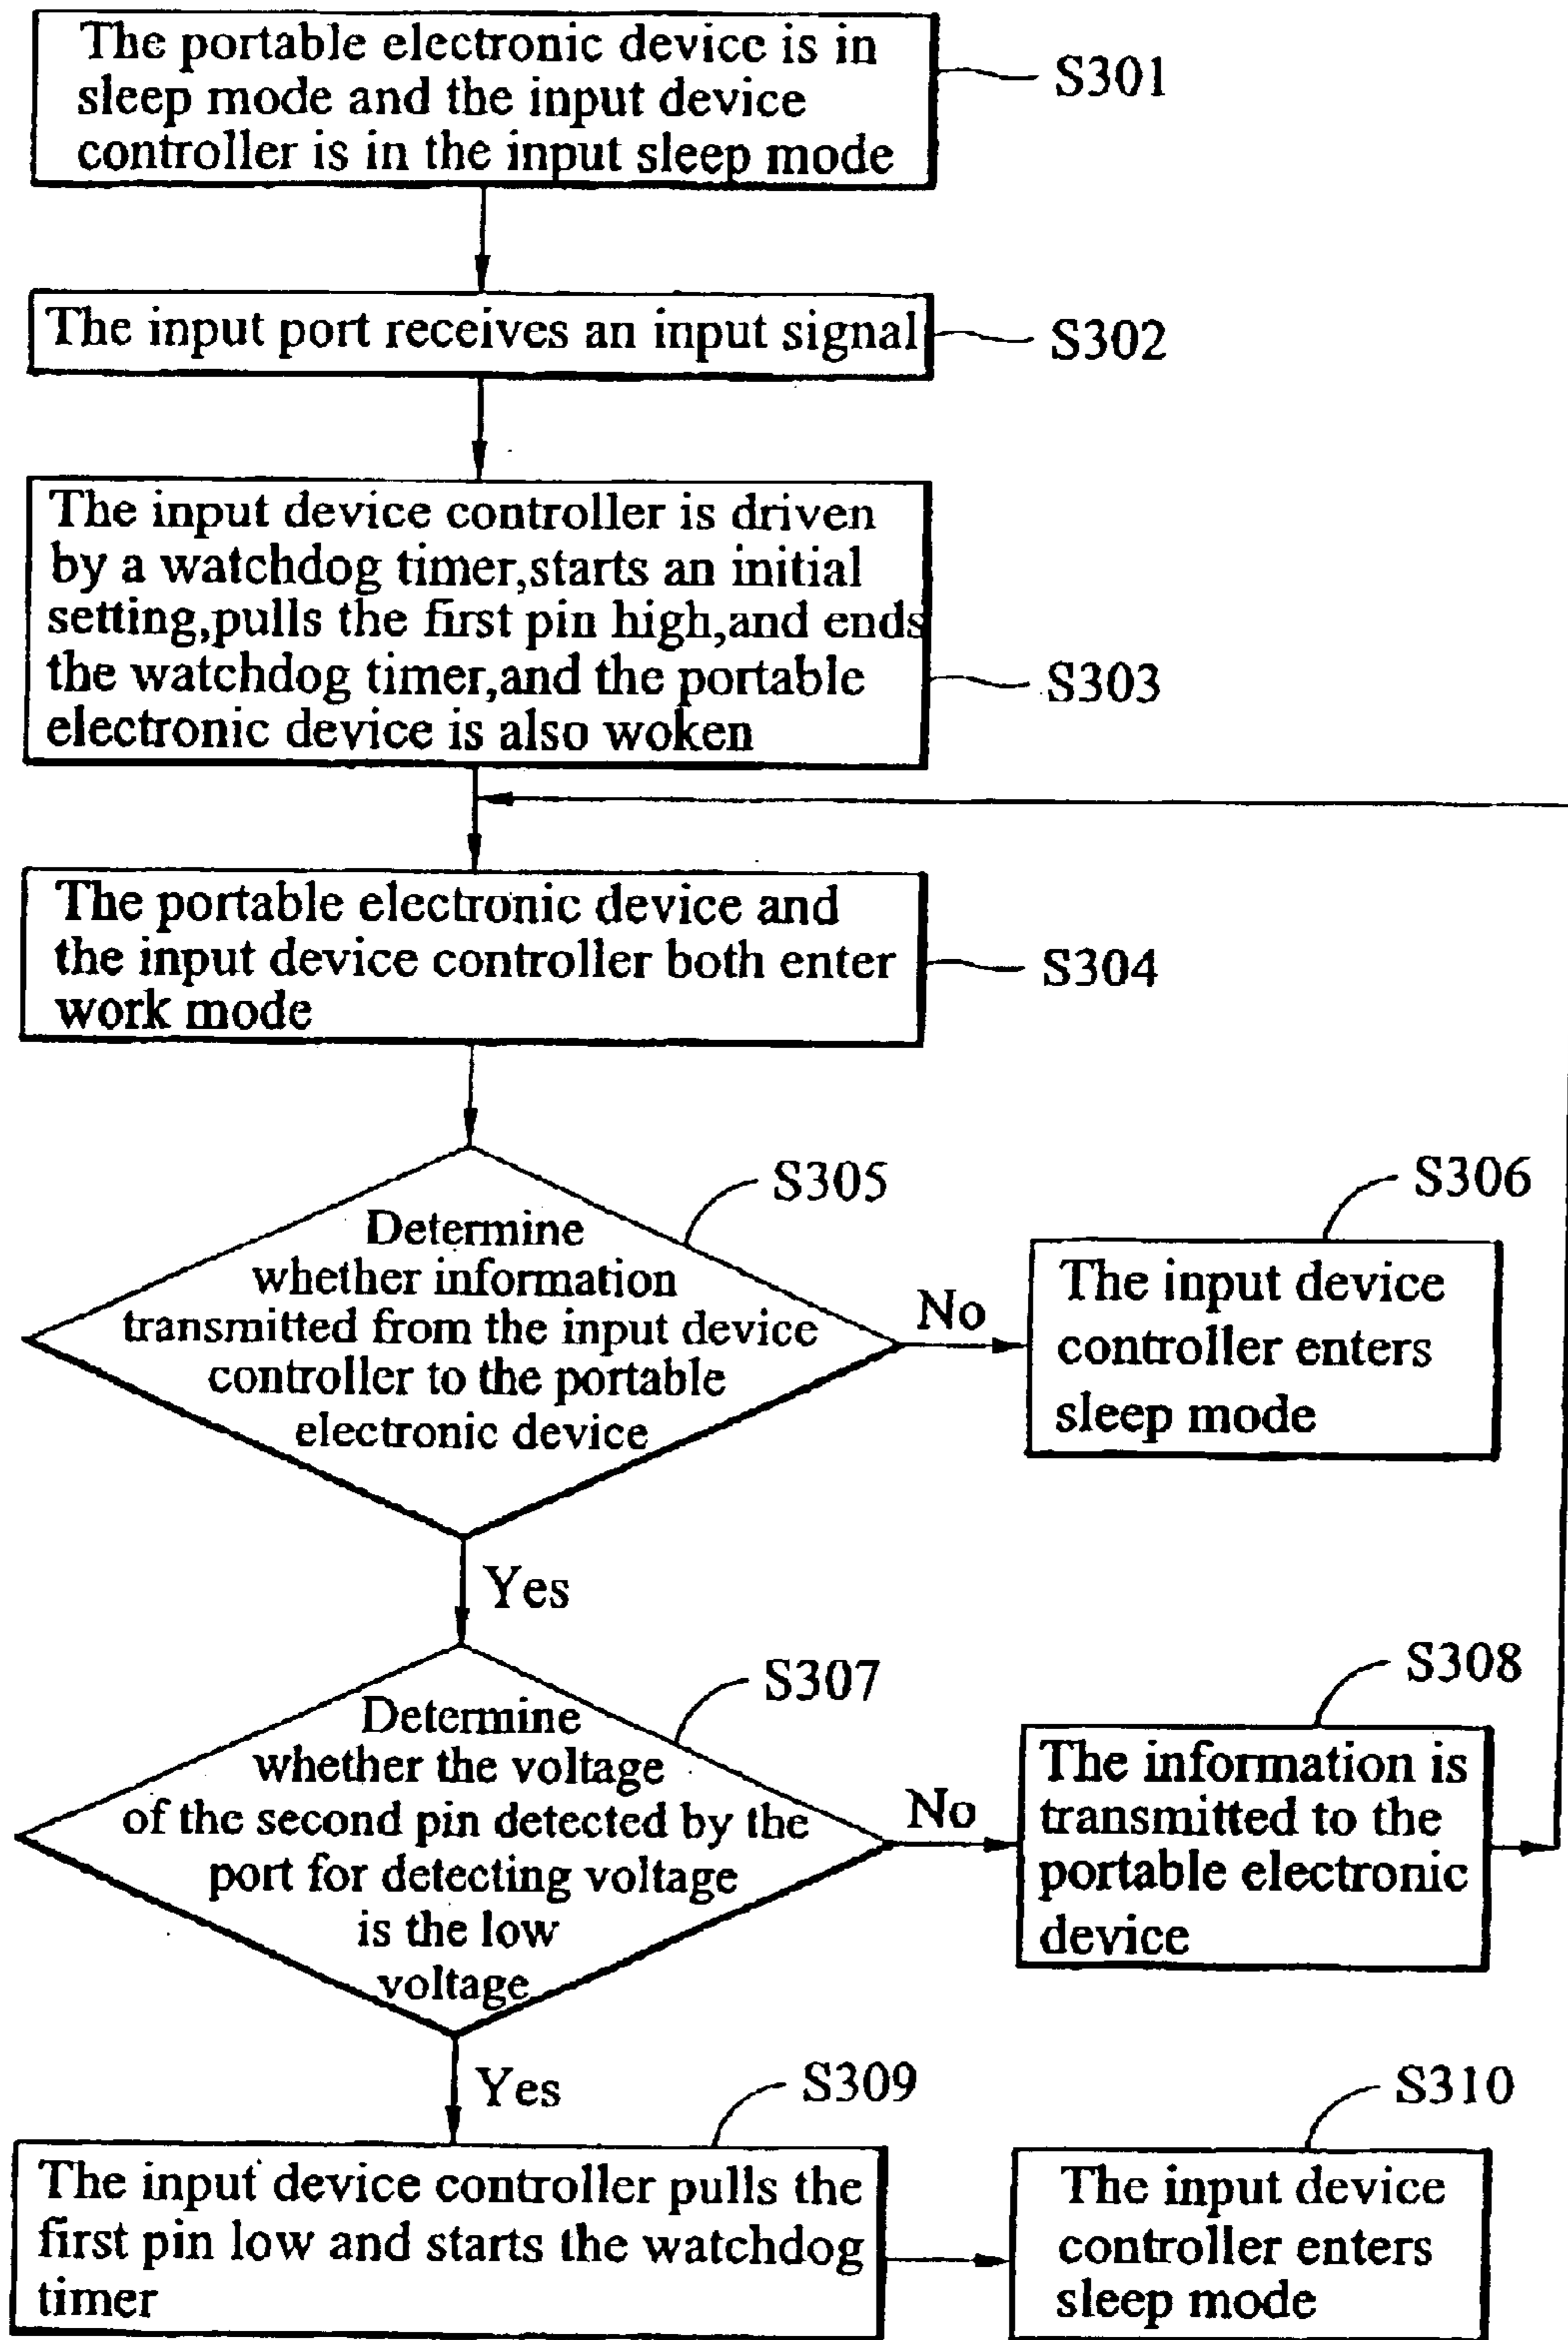 The portable electronic device is in
sleep mode and the input device
controller is in the input sleep mode
S301
The input port receives an input signal
S302
The input device controller is driven
by a watchdog timer,starts an initial
setting,pulls the first pin high,and ends
the watchdog timer,and the portable
electronic device is also woken
S303
The portable electronic device and
the input device controller both enter
work mode
S304
S305
Determine
whether information
transmitted from the input device
controller to the portable
electronic device
No
S306
The input device
controller enters
sleep mode
Yes
S307
Determine
whether the voltage
of the second pin detected by the
port for detecting voltage
is the low
voltage
No
S308
The information is
transmitted to the
portable electronic
device
Yes
S309
The input device controller pulls the
first pin low and starts the watchdog
timer
S310
The input device
controller enters
sleep mode